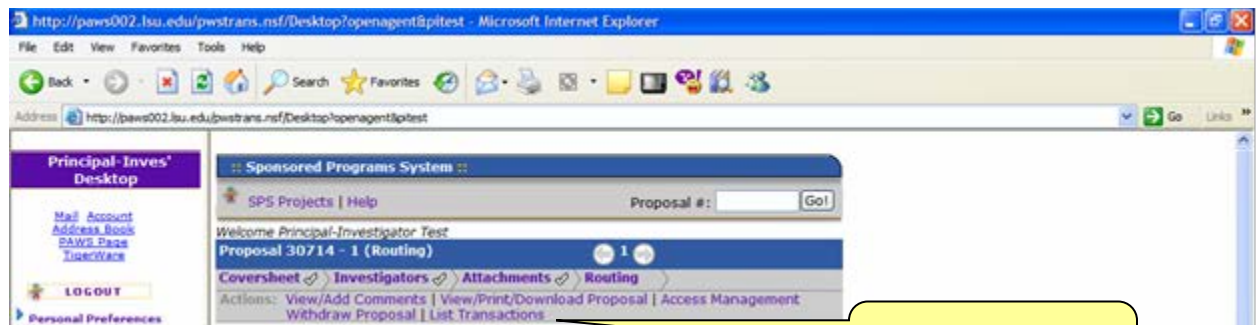 http://paws002.lsu.edu/pwstrans.nsf/Desktop?openagent&pitest - Microsoft Internet Explorer
File Edit View Favorites Tools Help
Back Search Favorites
Address http://paws002.lsu.edu/pwstrans.nsf/Desktop?openagent&pitest Go Links »
Principal-Inves' Desktop
:: Sponsored Programs System ::
SPS Projects | Help Proposal #: Go!
Mail Account
Address Book
PAWS Page
TigerWare
Welcome Principal-Investigator Test
Proposal 30714 - 1 (Routing) 1
Coversheet Investigators Attachments Routing
LOGOUT
Actions: View/Add Comments | View/Print/Download Proposal | Access Management
Withdraw Proposal | List Transactions
Personal Preferences